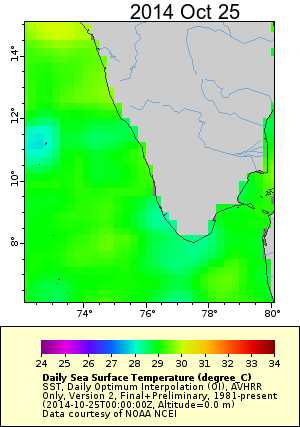 2014 Oct 25
14°
12°
10°
8°
74° 76° 78° 80°
24 25 26 27 28 29 30 31 32 33 34
Daily Sea Surface Temperature (degree_C)
SST, Daily Optimum Interpolation (OI), AVHRR
Only, Version 2, Final+Preliminary, 1981-present
(2014-10-25T00:00:00Z, Altitude=0.0 m)
Data courtesy of NOAA NCEI